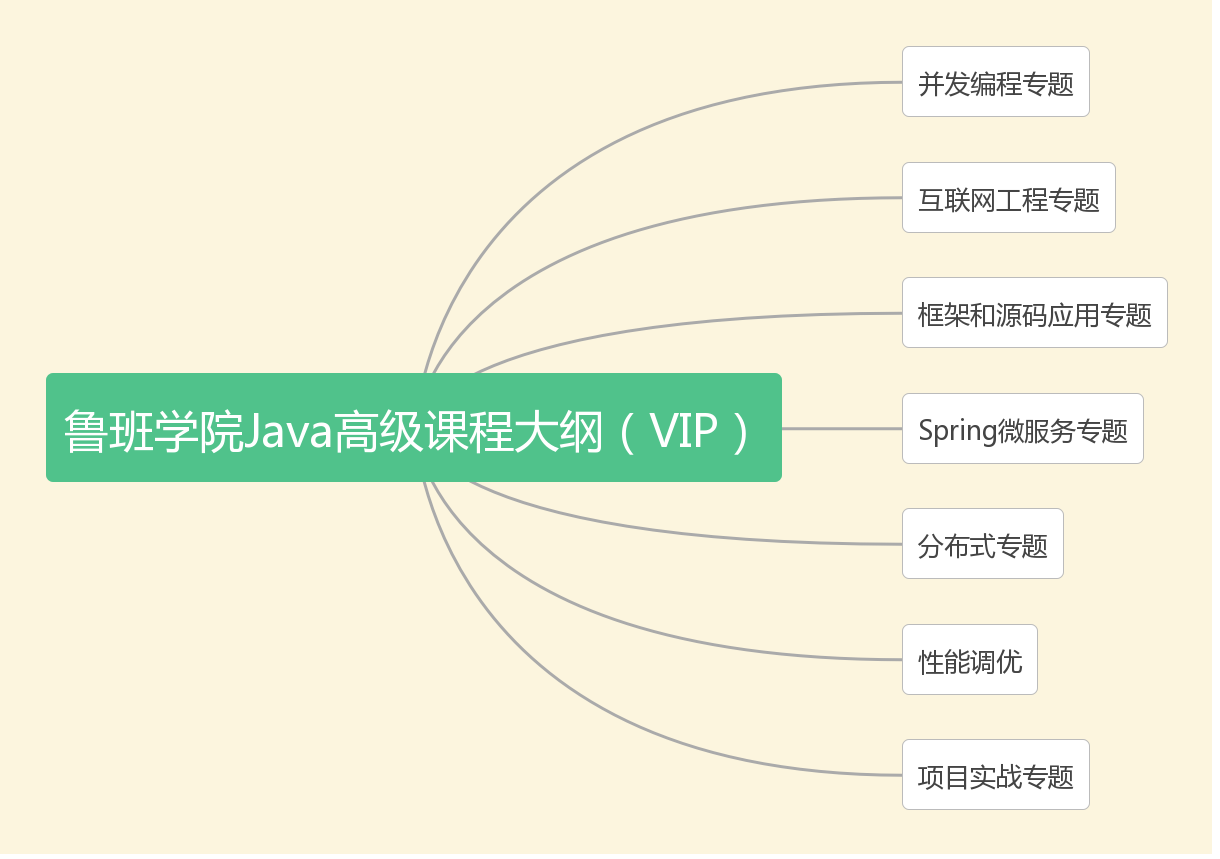 并发编程专题
互联网工程专题
框架和源码应用专题
鲁班学院Java高级课程大纲（VIP）
Spring微服务专题
分布式专题
性能调优
项目实战专题